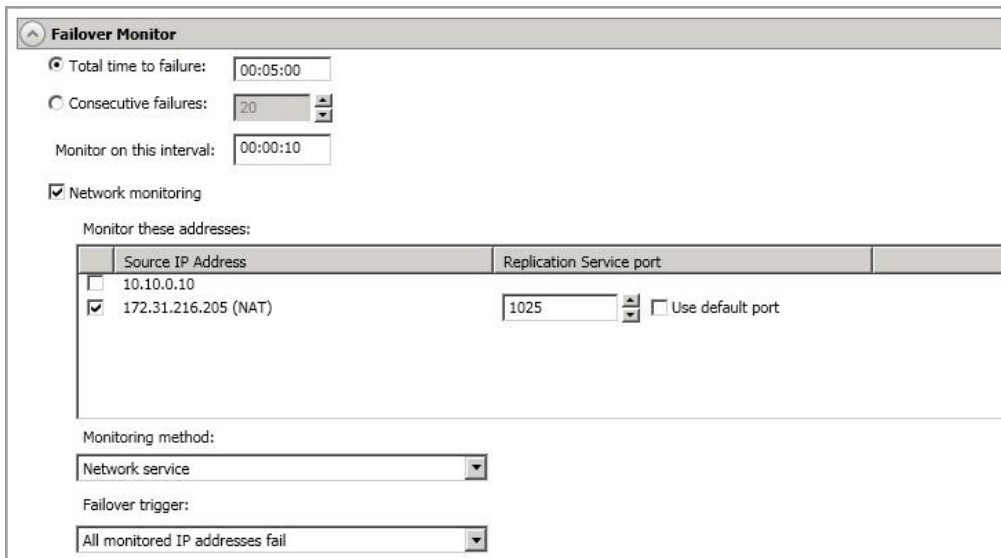 Failover Monitor
Total time to failure: 00:05:00
Consecutive failures: 20
Monitor on this interval: 00:00:10
Network monitoring
Monitor these addresses:
Source IP Address Replication Service port
10.10.0.10
172.31.216.205 (NAT) 1025 Use default port
Monitoring method:
Network service
Failover trigger:
All monitored IP addresses fail